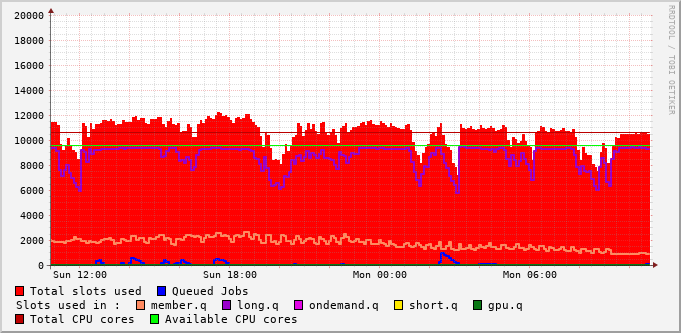 20000
18000
16000
14000
12000
10000
8000
6000
4000
2000
0
Sun 12:00 Sun 18:00 Mon 00:00 Mon 06:00
RRDTOOL / TOBI OETIKER
Total slots used Queued Jobs
Slots used in : member.q long.q ondemand.q short.q gpu.q
Total CPU cores Available CPU cores